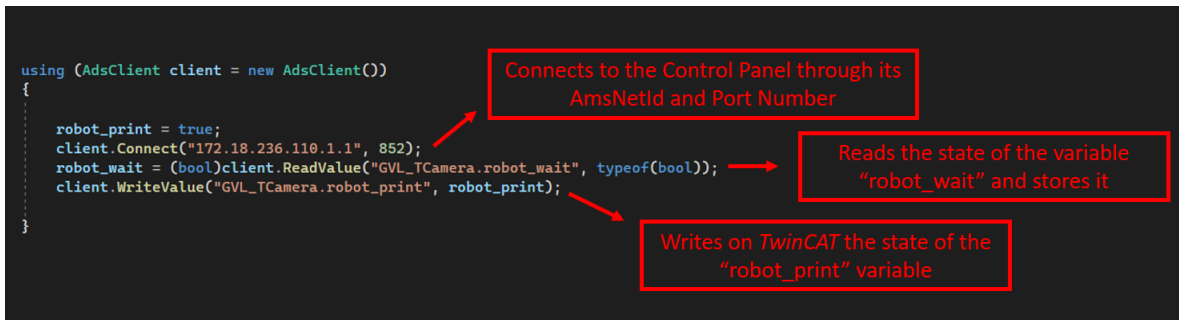 using (AdsClient client = new AdsClient())
{
robot_print = true;
client.Connect("172.18.236.110.1.1", 852);
robot_wait = (bool)client.ReadValue("GVL_TCamera.robot_wait", typeof(bool));
client.WriteValue("GVL_TCamera.robot_print", robot_print);
}
Connects to the Control Panel through its
AmsNetId and Port Number
Reads the state of the variable
“robot_wait” and stores it
Writes on TwinCAT the state of the
“robot_print” variable